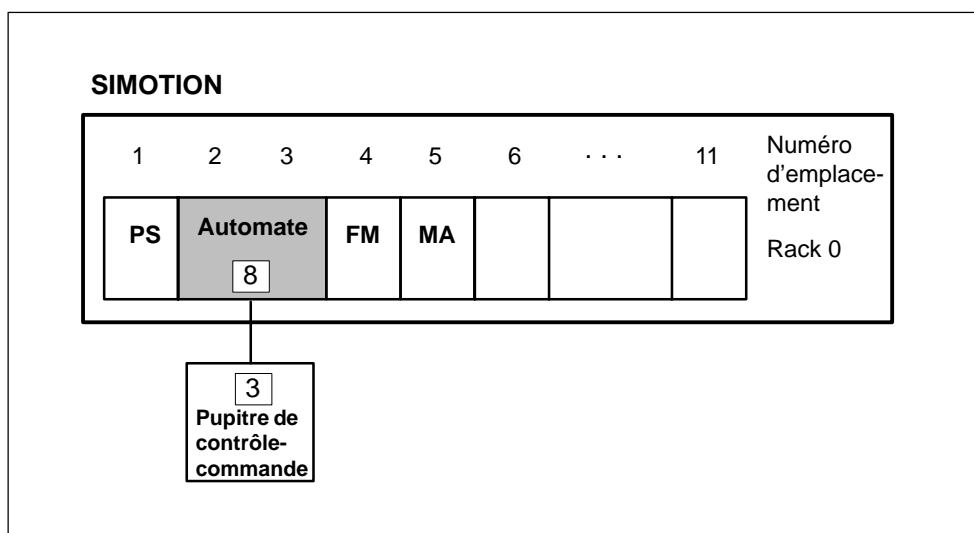 SIMOTION
1 2 3 4 5 6 · · · 11 Numéro
d'emplace-
ment
Rack 0
PS Automate FM MA
8
3
Pupitre de
contrôle-
commande